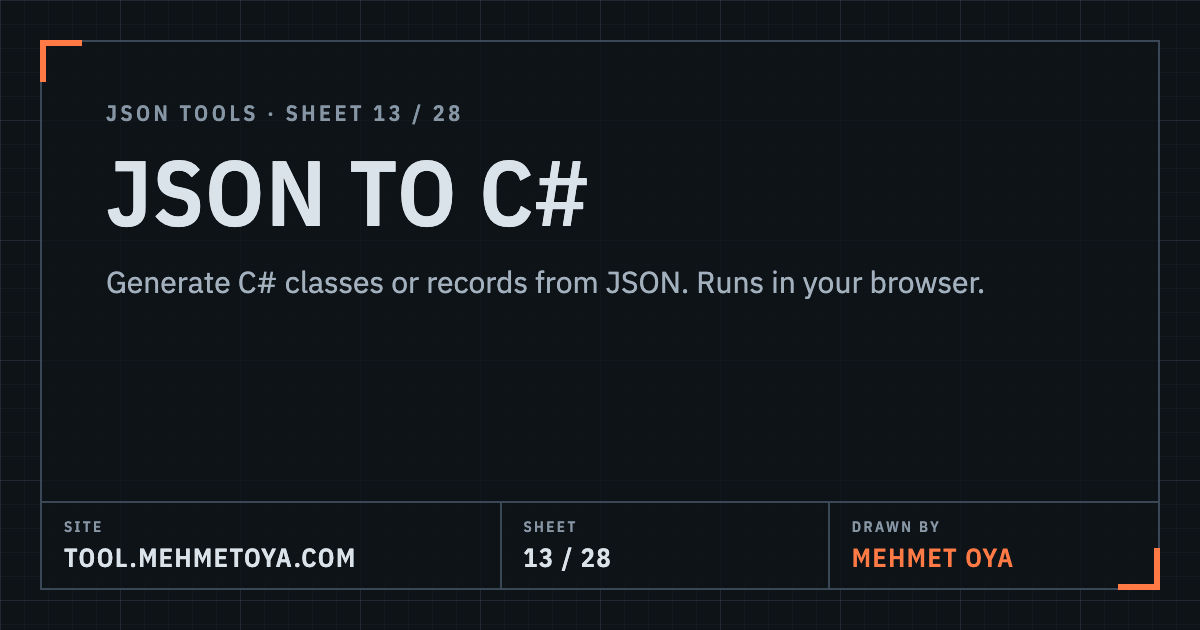 JSON TOOLS · SHEET 13 / 28
JSON TO C#
Generate C# classes or records from JSON. Runs in your browser.
SITE
TOOL.MEHMETOYA.COM
SHEET
13 / 28
DRAWN BY
MEHMET OYA